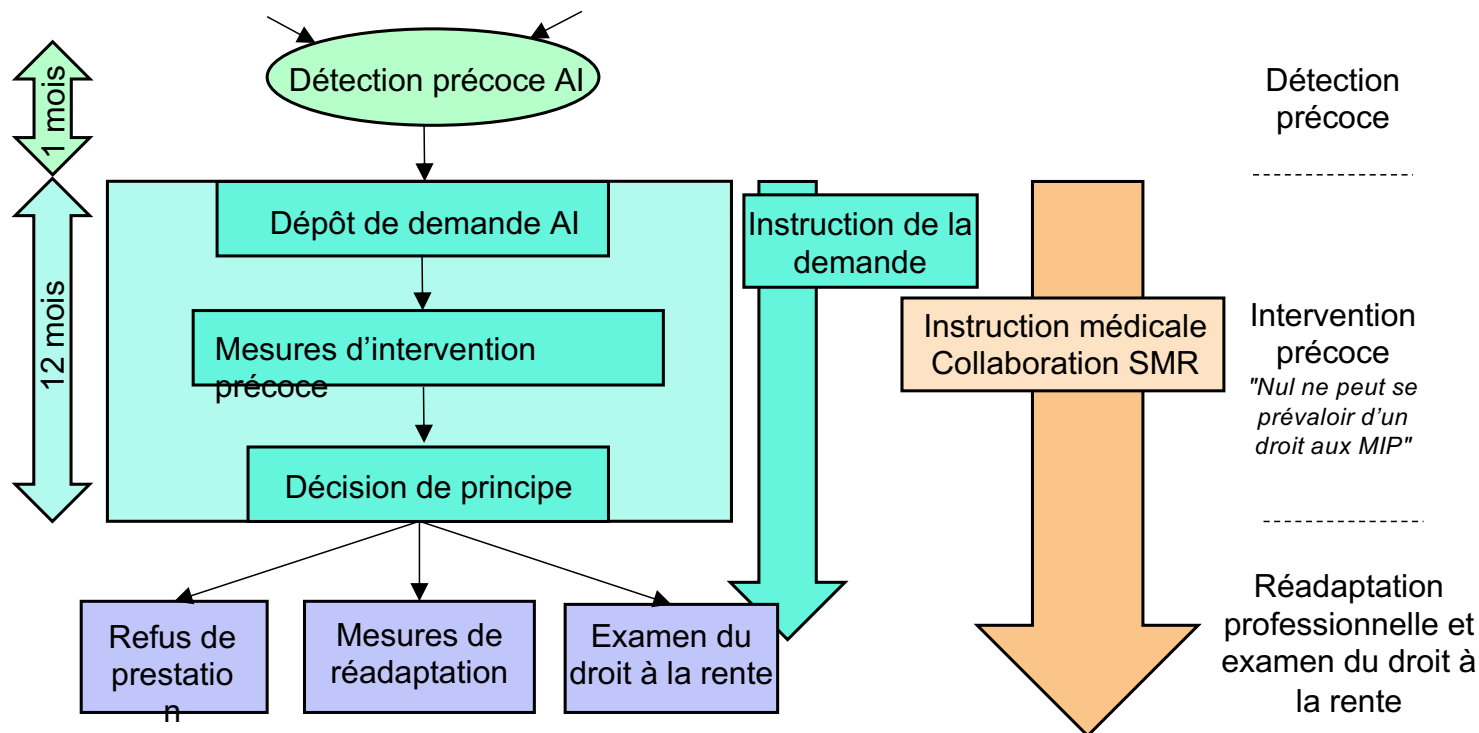 Détection précoce AI
1 mois
Détection
précoce
Dépôt de demande AI
Instruction de la
demande
12 mois
Mesures d’intervention
précoce
Instruction médicale
Collaboration SMR
Intervention
précoce
"Nul ne peut se
prévaloir d’un
droit aux MIP"
Décision de principe
Refus de
prestatio
n
Mesures de
réadaptation
Examen du
droit à la rente
Réadaptation
professionnelle et
examen du droit à
la rente